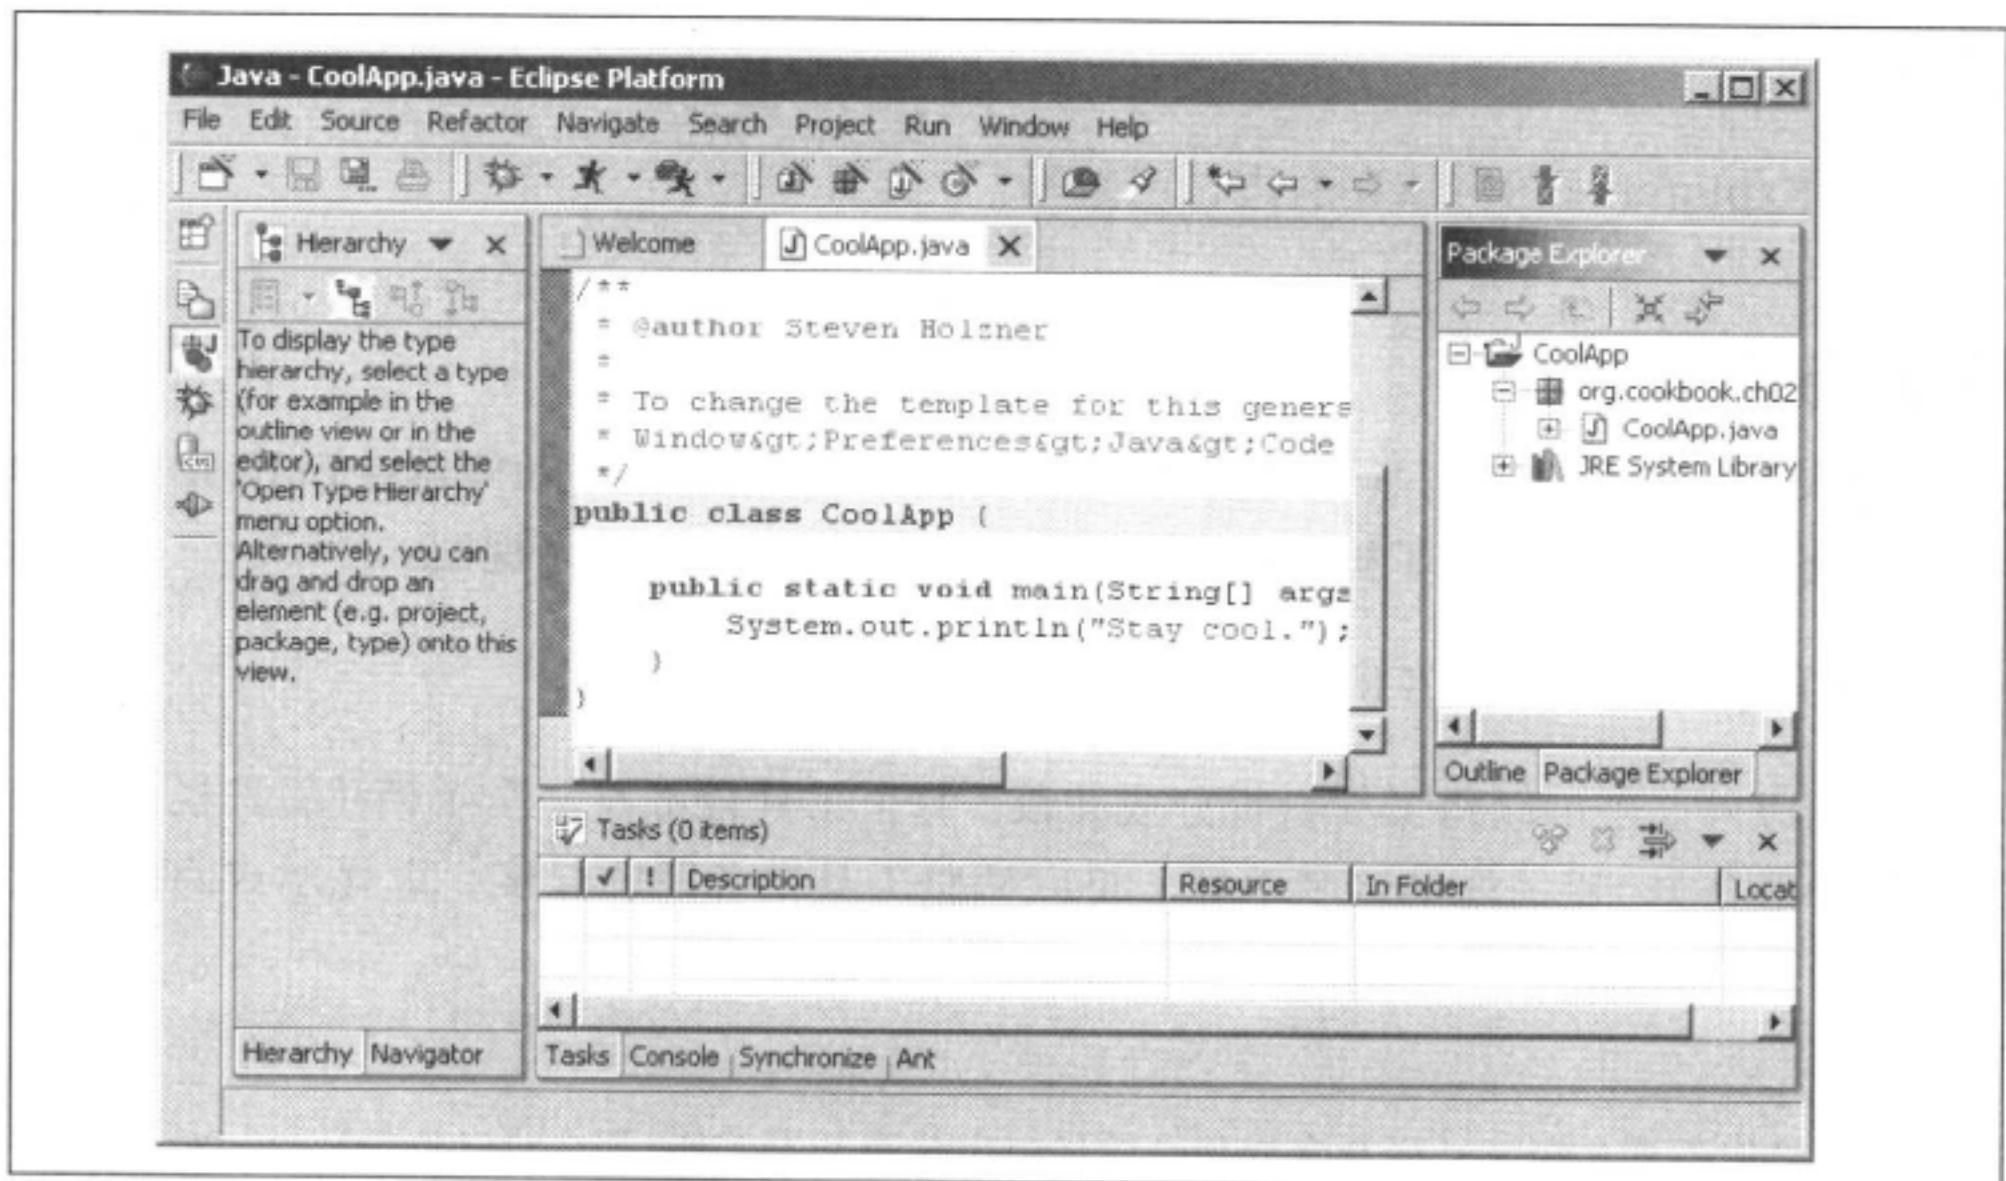 Java - CoolApp.java - Eclipse Platform
File Edit Source Refactor Navigate Search Project Run Window Help
Hierarchy
To display the type
hierarchy, select a type
(for example in the
outline view or in the
editor), and select the
'Open Type Hierarchy'
menu option.
Alternatively, you can
drag and drop an
element (e.g. project,
package, type) onto this
view.
Hierarchy Navigator
Welcome CoolApp.java
/**
* @author Steven Holzner
*
* To change the template for this genera
* Window&gt;Preferences&gt;Java&gt;Code
*/
public class CoolApp {
public static void main(String[] args
System.out.println("Stay cool.");
}
}
Package Explorer
CoolApp
org.cookbook.ch02
CoolApp.java
JRE System Library
Outline Package Explorer
Tasks (0 items)
! Description Resource In Folder Locat
Tasks Console Synchronize Ant